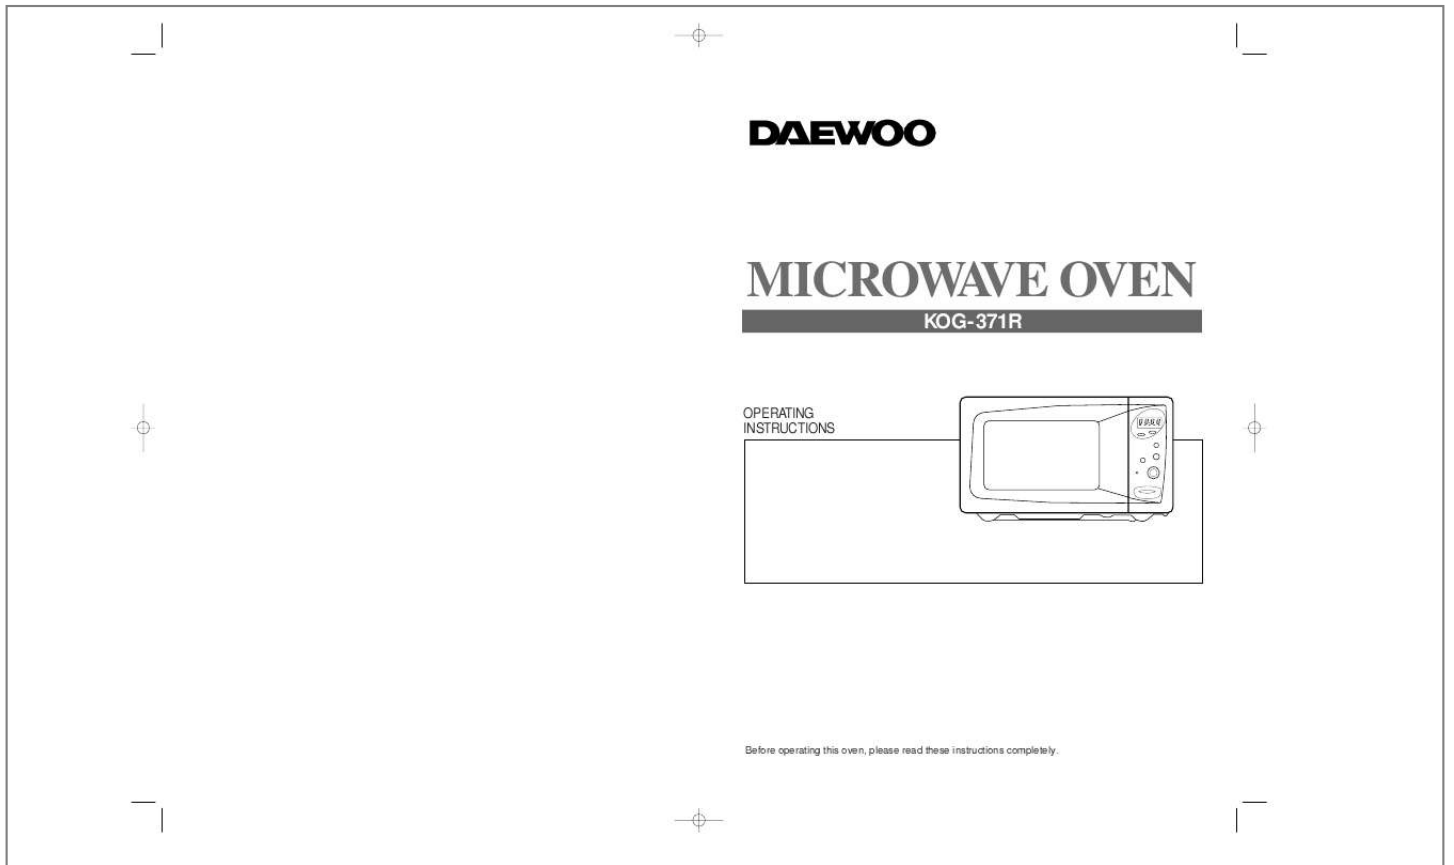 DAEWOO
MICROWAVE OVEN
KOG-371R
OPERATING
INSTRUCTIONS
Before operating this oven, please read these instructions completely.